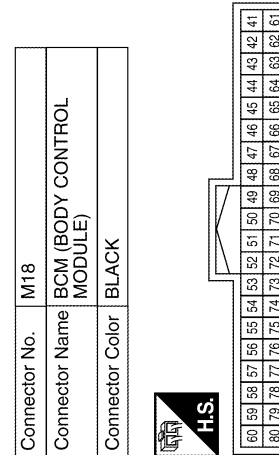 Connector No. M18
Connector Name BCM (BODY CONTROL
MODULE)
Connector Color BLACK
H.S.
60 59 58 57 56 55 54 53 52 51 50 49 48 47 46 45 44 43 42 41
80 79 78 77 76 75 74 73 72 71 70 69 68 67 66 65 64 63 62 61